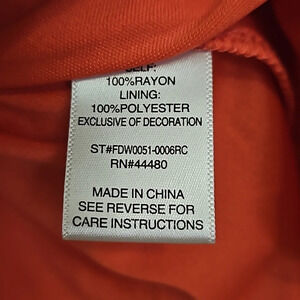 SELF:
100%RAYON
LINING:
100%POLYESTER
EXCLUSIVE OF DECORATION
ST#FDW0051-0006RC
RN#44480
MADE IN CHINA
SEE REVERSE FOR
CARE INSTRUCTIONS